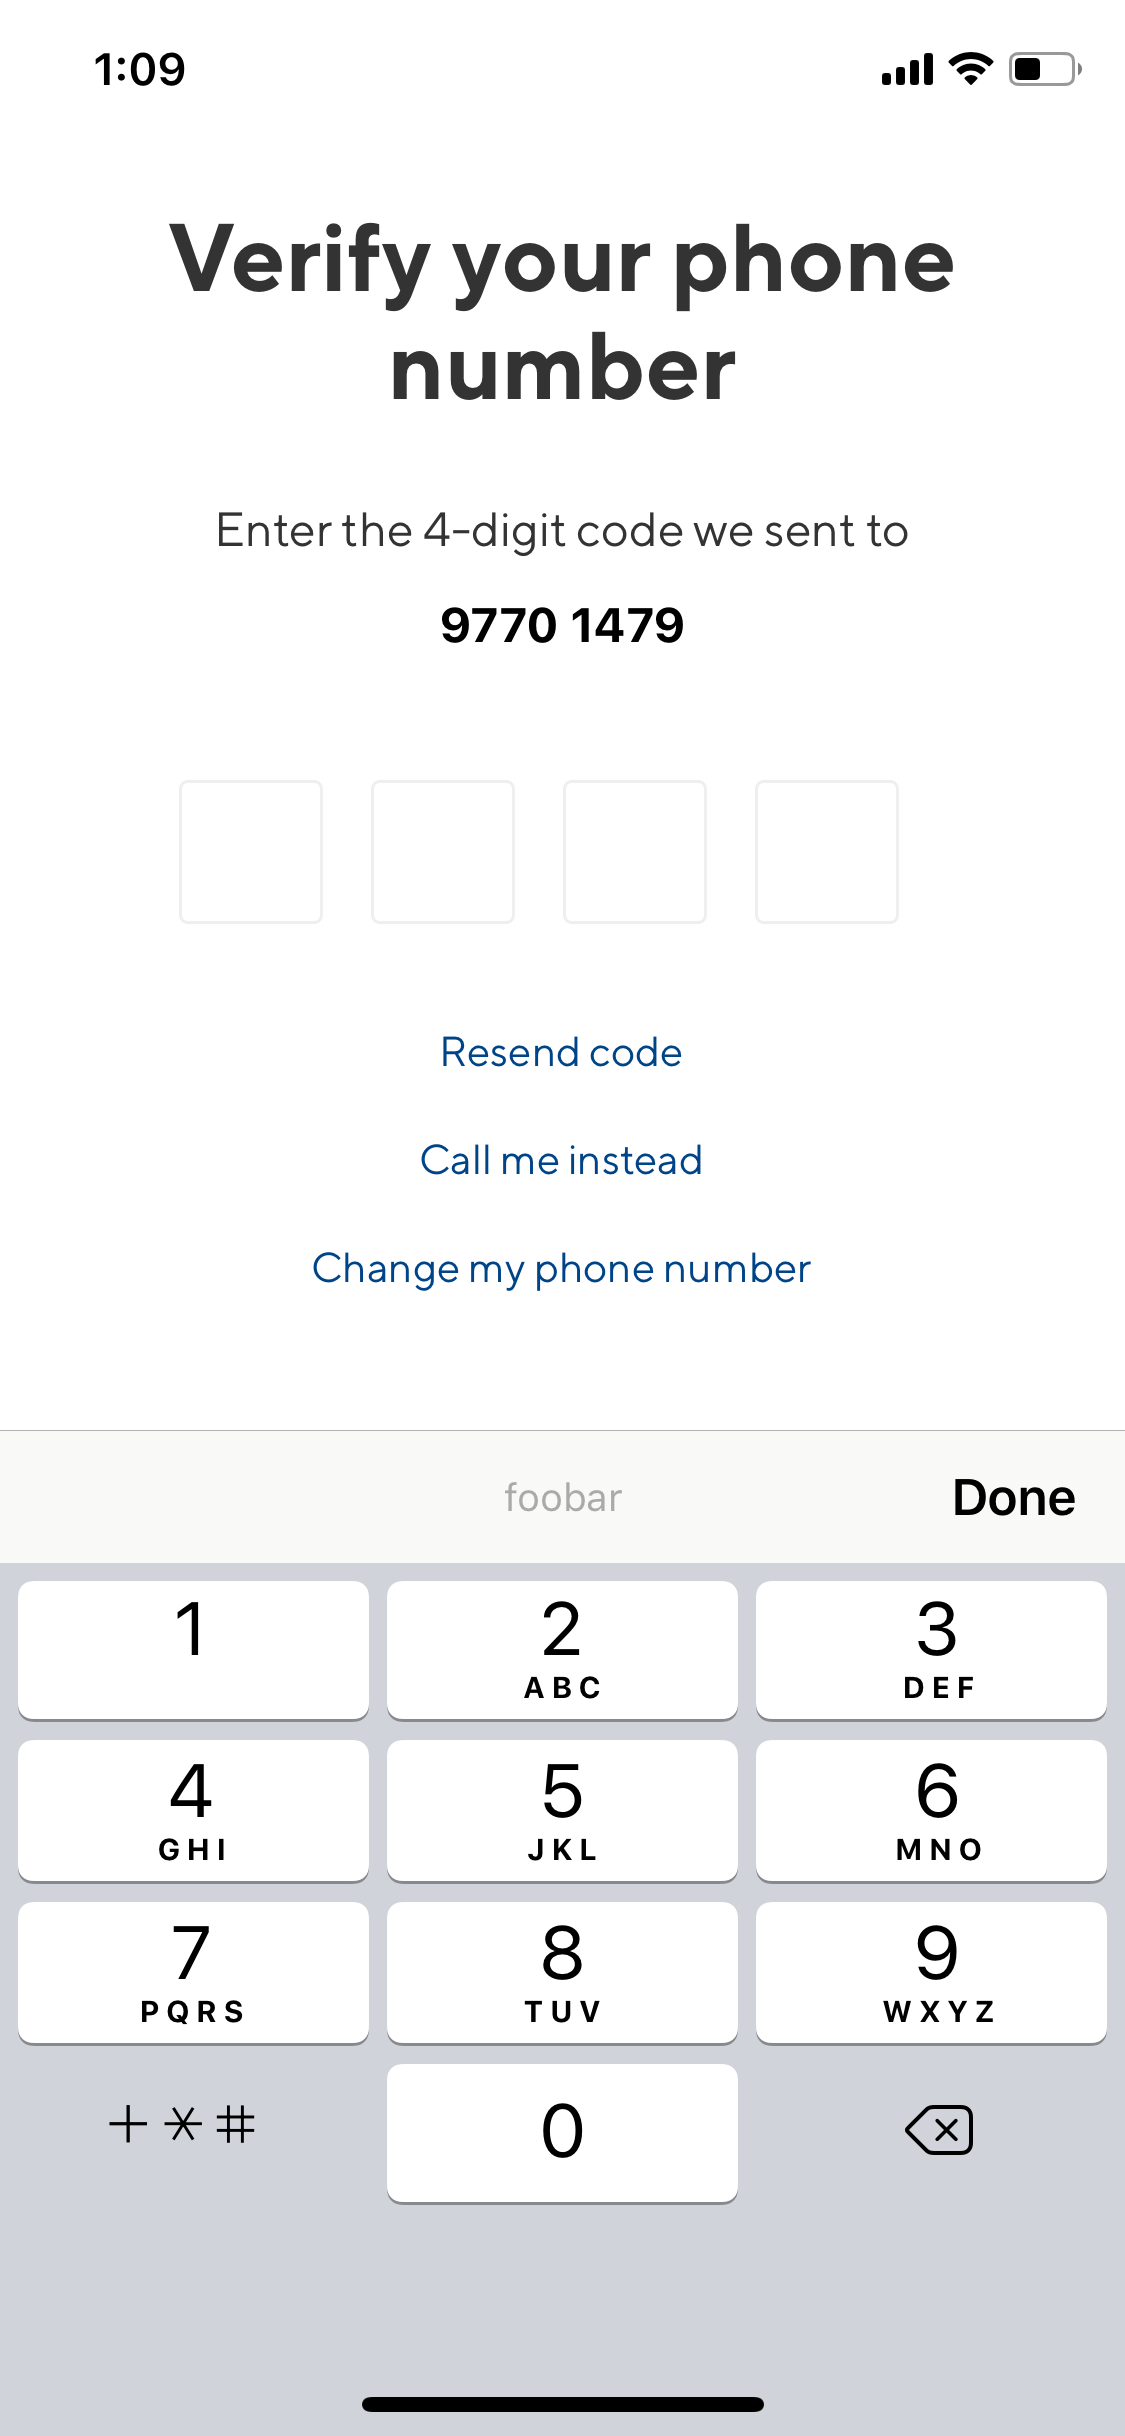 1:09
Verify your phone
number
Enter the 4-digit code we sent to
9770 1479
Resend code
Call me instead
Change my phone number
foobar Done
1 2 3
ABC DEF
4 5 6
GHI JKL MNO
7 8 9
PQRS TUV WXYZ
+ * # 0